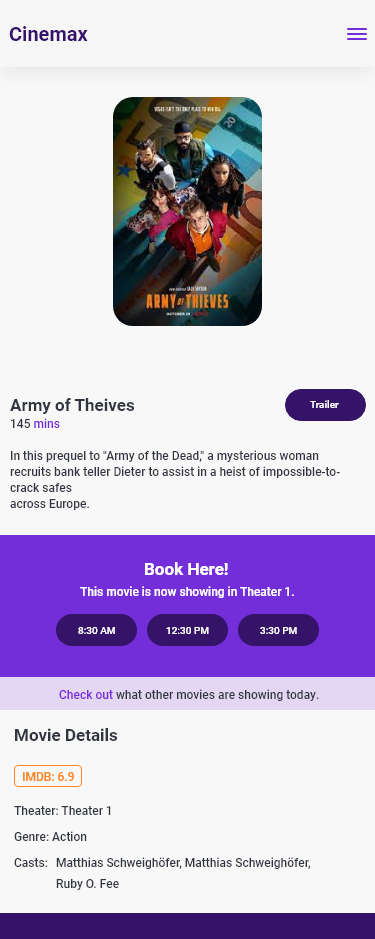 Cinemax
VEGAS ISN'T THE ONLY PLACE TO WIN BIG.
ARMY OF THIEVES
Army of Theives
Trailer
145 mins
In this prequel to "Army of the Dead," a mysterious woman
recruits bank teller Dieter to assist in a heist of impossible-to-
crack safes
across Europe.
Book Here!
This movie is now showing in Theater 1.
8:30 AM
12:30 PM
3:30 PM
Check out what other movies are showing today.
Movie Details
IMDB: 6.9
Theater: Theater 1
Genre: Action
Casts: Matthias Schweighöfer, Matthias Schweighöfer,
Ruby O. Fee